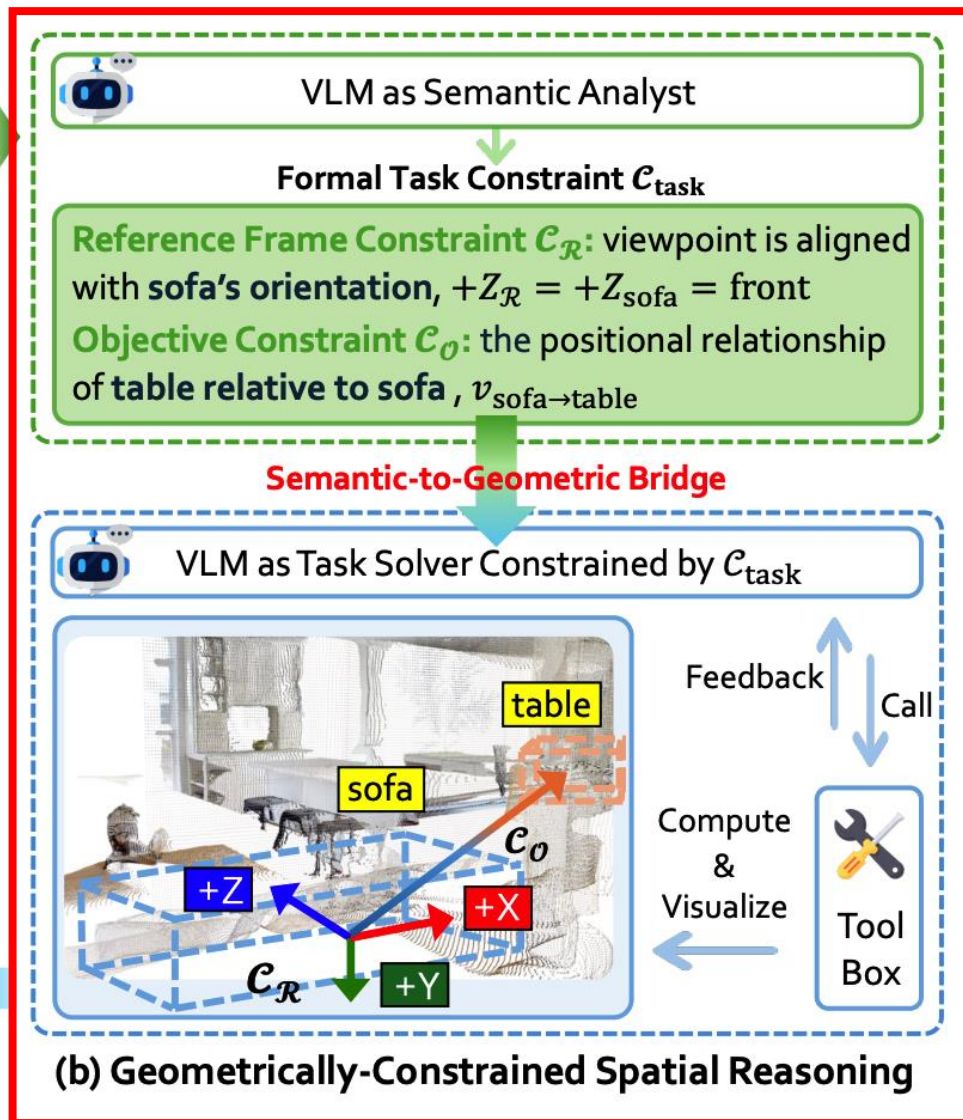 VLM as Semantic Analyst
Formal Task Constraint 𝒞task
Reference Frame Constraint 𝒞ℛ: viewpoint is aligned
with sofa's orientation, +Zℛ = +Zsofa = front
Objective Constraint 𝒞𝒪: the positional relationship
of table relative to sofa , vsofa→table
Semantic-to-Geometric Bridge
VLM as Task Solver Constrained by 𝒞task
table
sofa
𝒞𝒪
+Z
+X
𝒞ℛ
+Y
Feedback
Call
Compute
&
Visualize
Tool
Box
(b) Geometrically-Constrained Spatial Reasoning